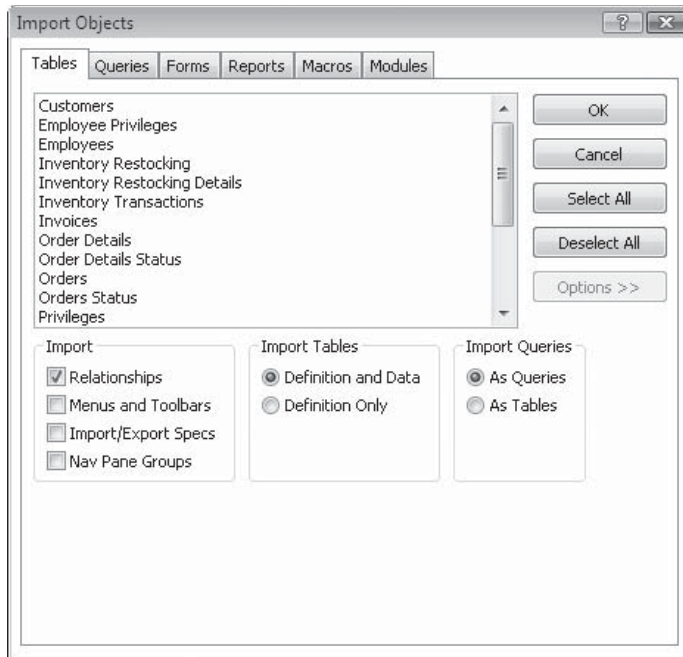 Import Objects
Tables Queries Forms Reports Macros Modules
Customers
Employee Privileges
Employees
Inventory Restocking
Inventory Restocking Details
Inventory Transactions
Invoices
Order Details
Order Details Status
Orders
Orders Status
Privileges
OK
Cancel
Select All
Deselect All
Options >>
Import
Relationships
Menus and Toolbars
Import/Export Specs
Nav Pane Groups
Import Tables
Definition and Data
Definition Only
Import Queries
As Queries
As Tables